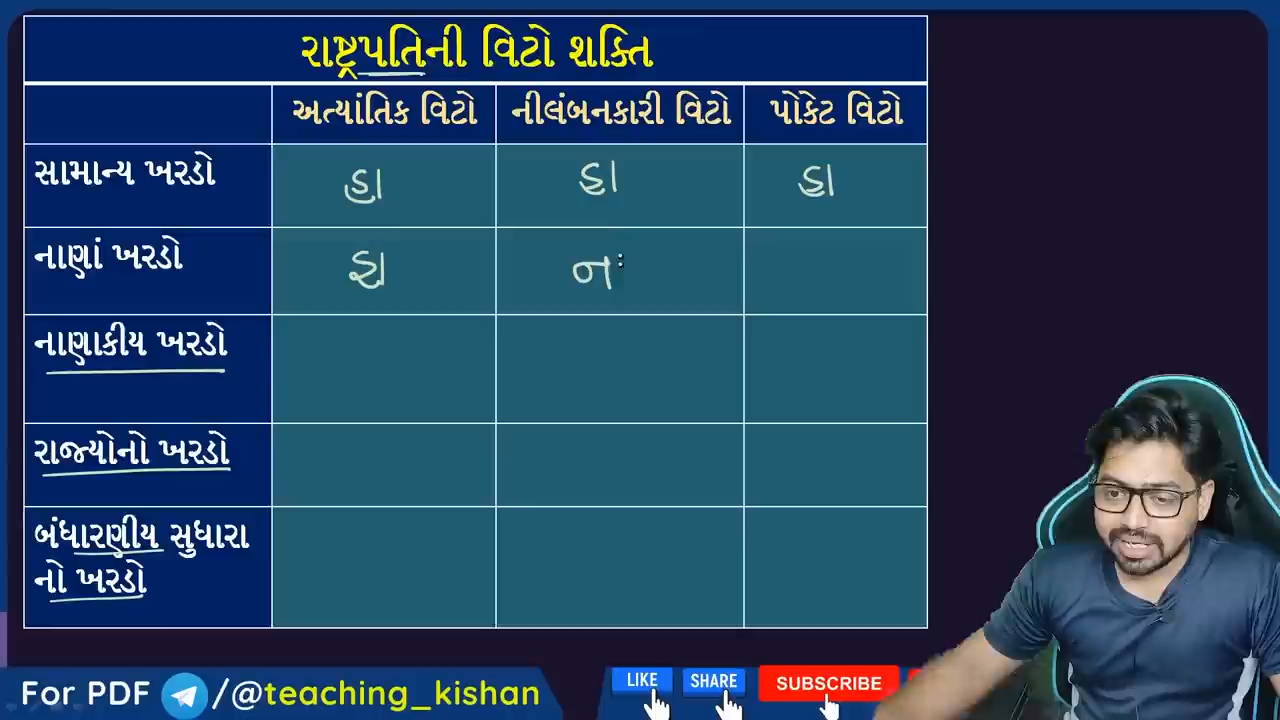 રાષ્ટ્રપતિની વિટો શક્તિ
અત્યાંતિક વિટો નીલંબનકારી વિટો પોકેટ વિટો
સામાન્ય ખરડો હા હા હા
નાણાં ખરડો હા ન
નાણાકીય ખરડો
રાજ્યોનો ખરડો
બંધારણીય સુધારા
નો ખરડો
For PDF /@teaching_kishan
LIKE SHARE SUBSCRIBE